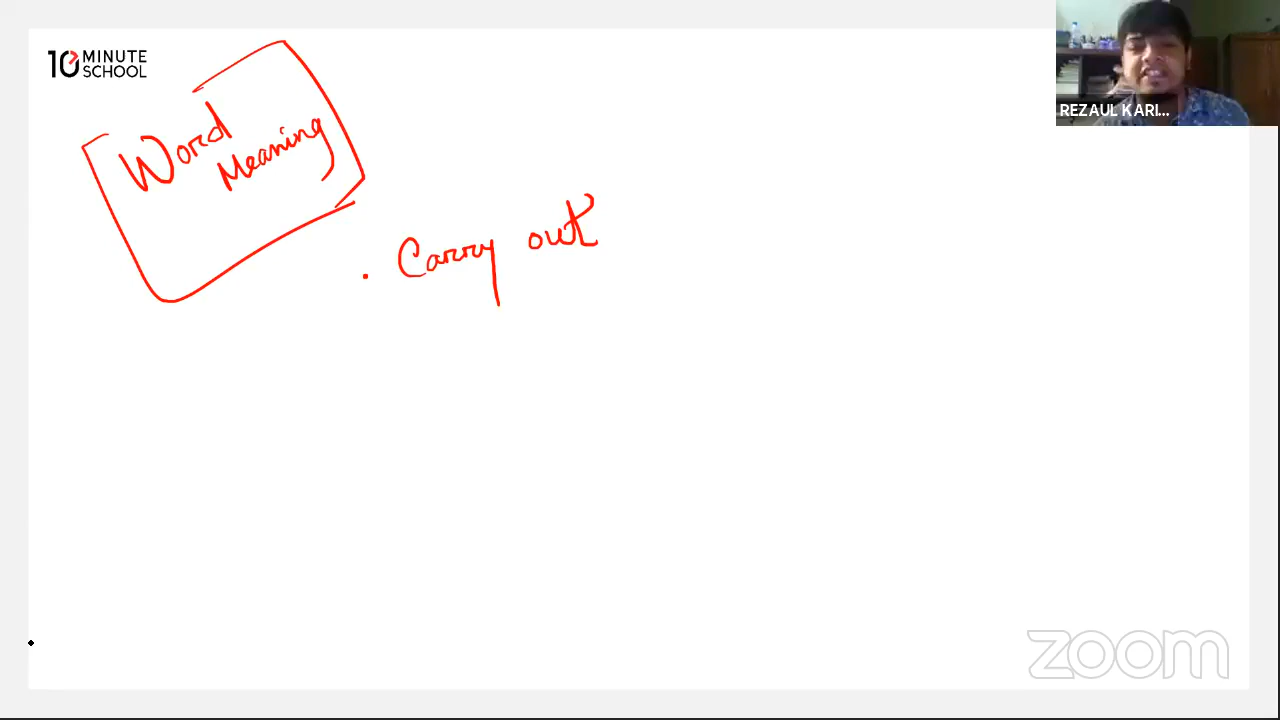 10 MINUTE
SCHOOL
REZAUL KARI...
Word
Meaning
. Carry out
zoom